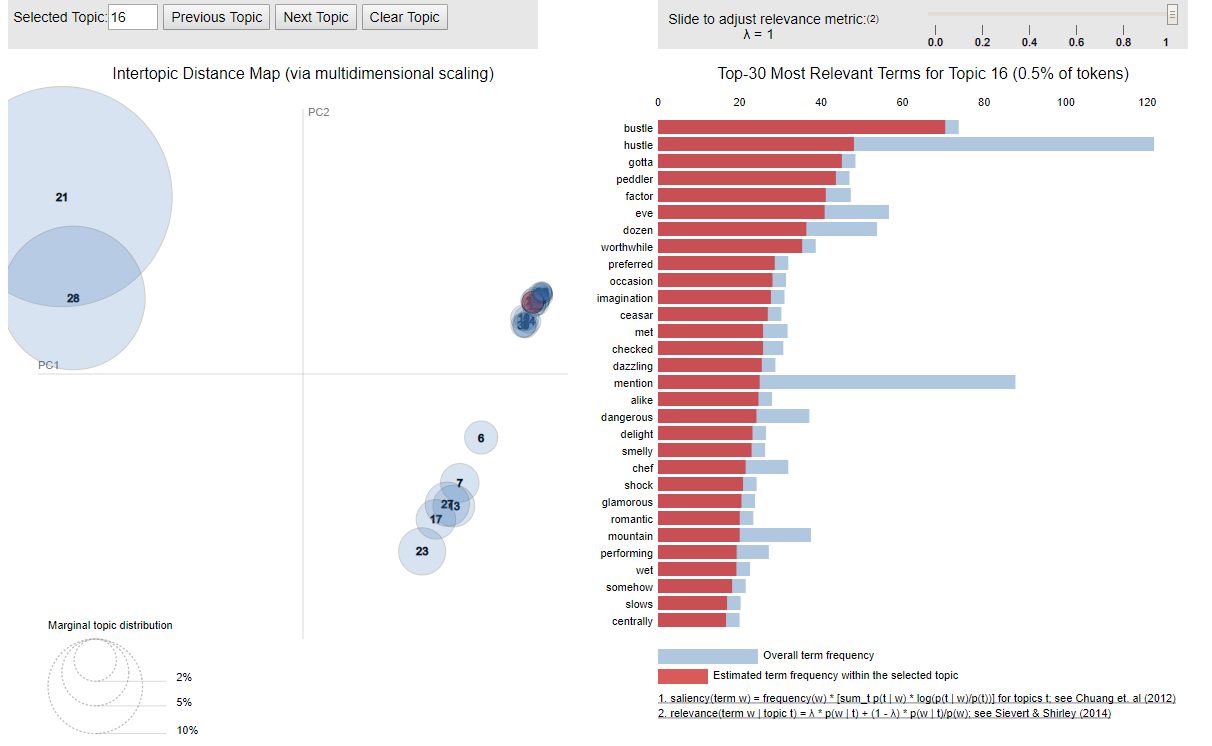 Selected Topic: 16 Previous Topic Next Topic Clear Topic
Slide to adjust relevance metric:(2)
λ = 1
0.0 0.2 0.4 0.6 0.8 1
Intertopic Distance Map (via multidimensional scaling)
PC2
PC1
21
28
6
7
27
13
17
23
Marginal topic distribution
2%
5%
10%
Top-30 Most Relevant Terms for Topic 16 (0.5% of tokens)
0 20 40 60 80 100 120
bustle
hustle
gotta
peddler
factor
eve
dozen
worthwhile
preferred
occasion
imagination
ceasar
met
checked
dazzling
mention
alike
dangerous
delight
smelly
chef
shock
glamorous
romantic
mountain
performing
wet
somehow
slows
centrally
Overall term frequency
Estimated term frequency within the selected topic
1. saliency(term w) = frequency(w) * [sum_t p(t | w) * log(p(t | w)/p(t))] for topics t; see Chuang et. al (2012)
2. relevance(term w | topic t) = λ * p(w | t) + (1 - λ) * p(w | t)/p(w); see Sievert & Shirley (2014)